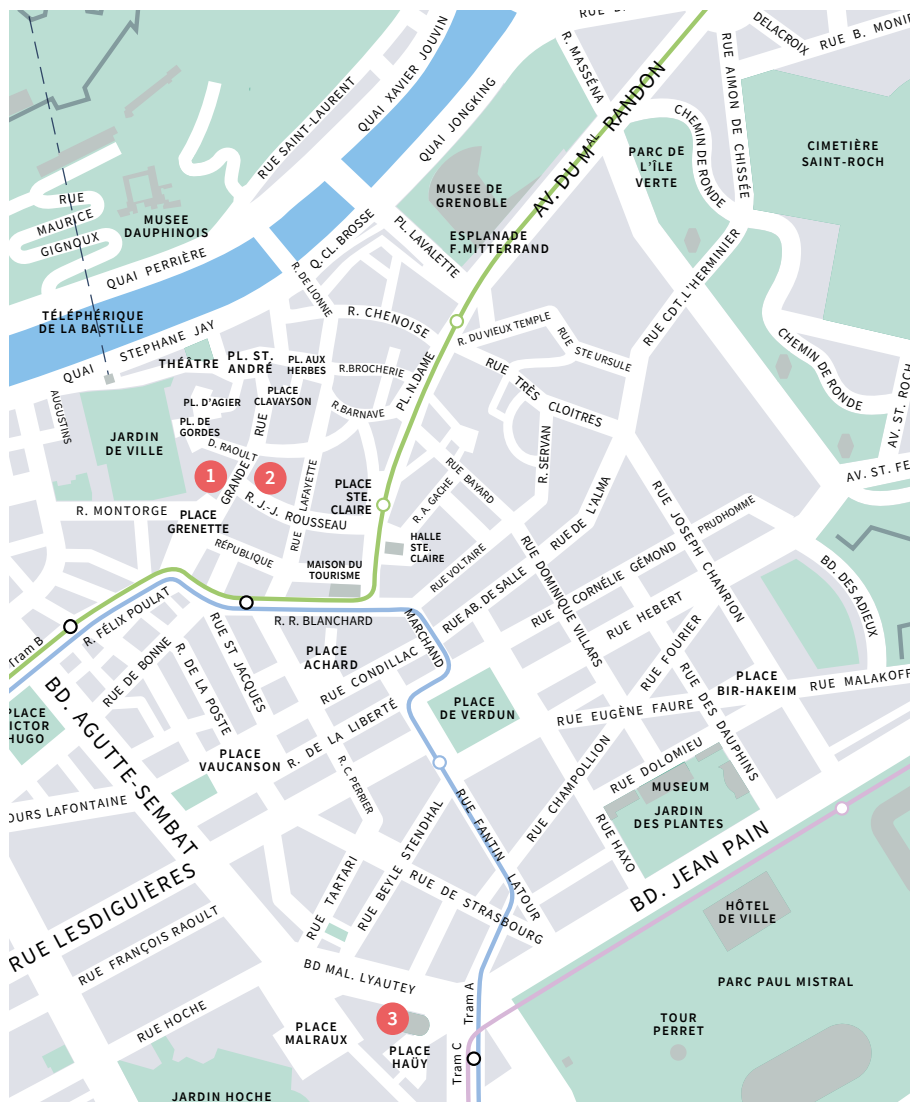 RUE
DELACROIX
RUE B. MONI
R. MASSÉNA
RUE AIMON DE CHISSÉE
QUAI XAVIER JOUVIN
RUE SAINT-LAURENT
QUAI JONGKING
AV. DU Mᴬᴸ RANDON
CHEMIN DE RONDE
CIMETIÈRE
SAINT-ROCH
PARC DE
L'ÎLE
VERTE
MUSEE DE
GRENOBLE
RUE
MAURICE
GIGNOUX
MUSEE
DAUPHINOIS
ESPLANADE
F.MITTERRAND
PL. LAVALETTE
Q. CL. BROSSE
QUAI PERRIÈRE
R. DE LIONNE
RUE CDT. L'HERMINIER
TÉLÉPHÉRIQUE
DE LA BASTILLE
QUAI STEPHANE JAY
R. CHENOISE
R. DU VIEUX TEMPLE
RUE STE URSULE
CHEMIN DE RONDE
THÉÂTRE
PL. ST.
ANDRÉ
PL. AUX
HERBES
R.BROCHERIE
PL. N.DAME
RUE TRÈS CLOITRES
AV. ST. ROCH
AUGUSTINS
PL. D'AGIER
PLACE
CLAVAYSON
R.BARNAVE
PL. DE
GORDES
RUE
D. RAOULT
JARDIN
DE VILLE
R. SERVAN
1
2
GRANDE
LAFAYETTE
RUE
PLACE
STE.
CLAIRE
RUE BAYARD
R. A. GACHE
AV. ST. FE
R. MONTORGE
PLACE
GRENETTE
R. J.-J. ROUSSEAU
RUE DE L'ALMA
RUE JOSEPH CHANRION
PRUDHOMME
RÉPUBLIQUE
HALLE
STE.
CLAIRE
MAISON DU
TOURISME
RUE VOLTAIRE
RUE DOMINIQUE VILLARS
RUE CORNÉLIE GÉMOND
BD. DES ADIEUX
RUE AB. DE SALLE
RUE HEBERT
R. FÉLIX POULAT
Tram B
R. R. BLANCHARD
MARCHAND
RUE ST JACQUES
RUE DE BONNE
R. DE LA POSTE
PLACE
ACHARD
RUE CONDILLAC
RUE FOURIER
RUE DES DAUPHINS
PLACE
BIR-HAKEIM
RUE MALAKOFF
BD. AGUTTE-SEMBAT
PLACE
ICTOR
HUGO
PLACE
DE VERDUN
RUE EUGÈNE FAURE
R. DE LA LIBERTÉ
PLACE
VAUCANSON
R. C. PERRIER
RUE CHAMPOLLION
RUE DOLOMIEU
MUSEUM
JARDIN
DES PLANTES
OURS LAFONTAINE
RUE FANTIN LATOUR
RUE HAXO
BD. JEAN PAIN
RUE BEYLE STENDHAL
RUE TARTARI
RUE DE STRASBOURG
RUE LESDIGUIÈRES
RUE FRANÇOIS RAOULT
HÔTEL
DE VILLE
BD MAL. LYAUTEY
PARC PAUL MISTRAL
Tram A
3
RUE HOCHE
PLACE
MALRAUX
TOUR
PERRET
PLACE
HAÜY
Tram C
JARDIN HOCHE